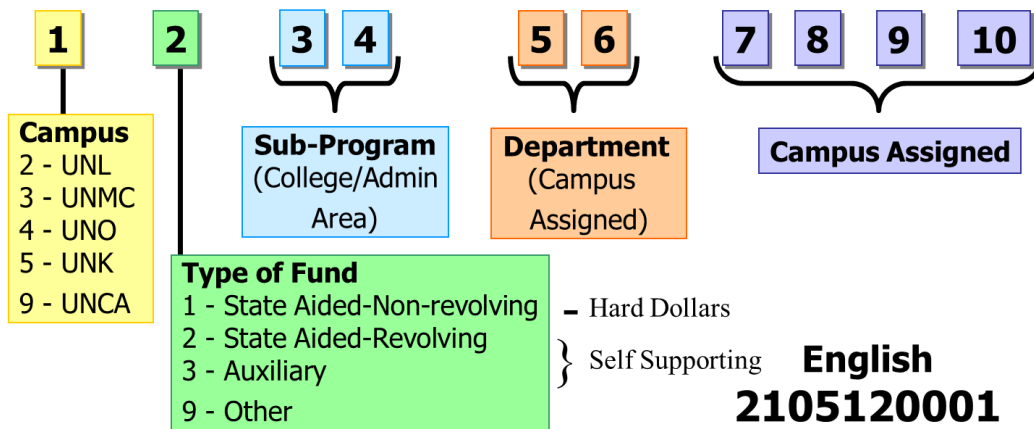 1 2 3 4 5 6 7 8 9 10
Campus
2 - UNL
3 - UNMC
4 - UNO
5 - UNK
9 - UNCA
Sub-Program
(College/Admin
Area)
Department
(Campus
Assigned)
Campus Assigned
Type of Fund
1 - State Aided-Non-revolving
2 - State Aided-Revolving
3 - Auxiliary
9 - Other
– Hard Dollars
} Self Supporting
English
2105120001